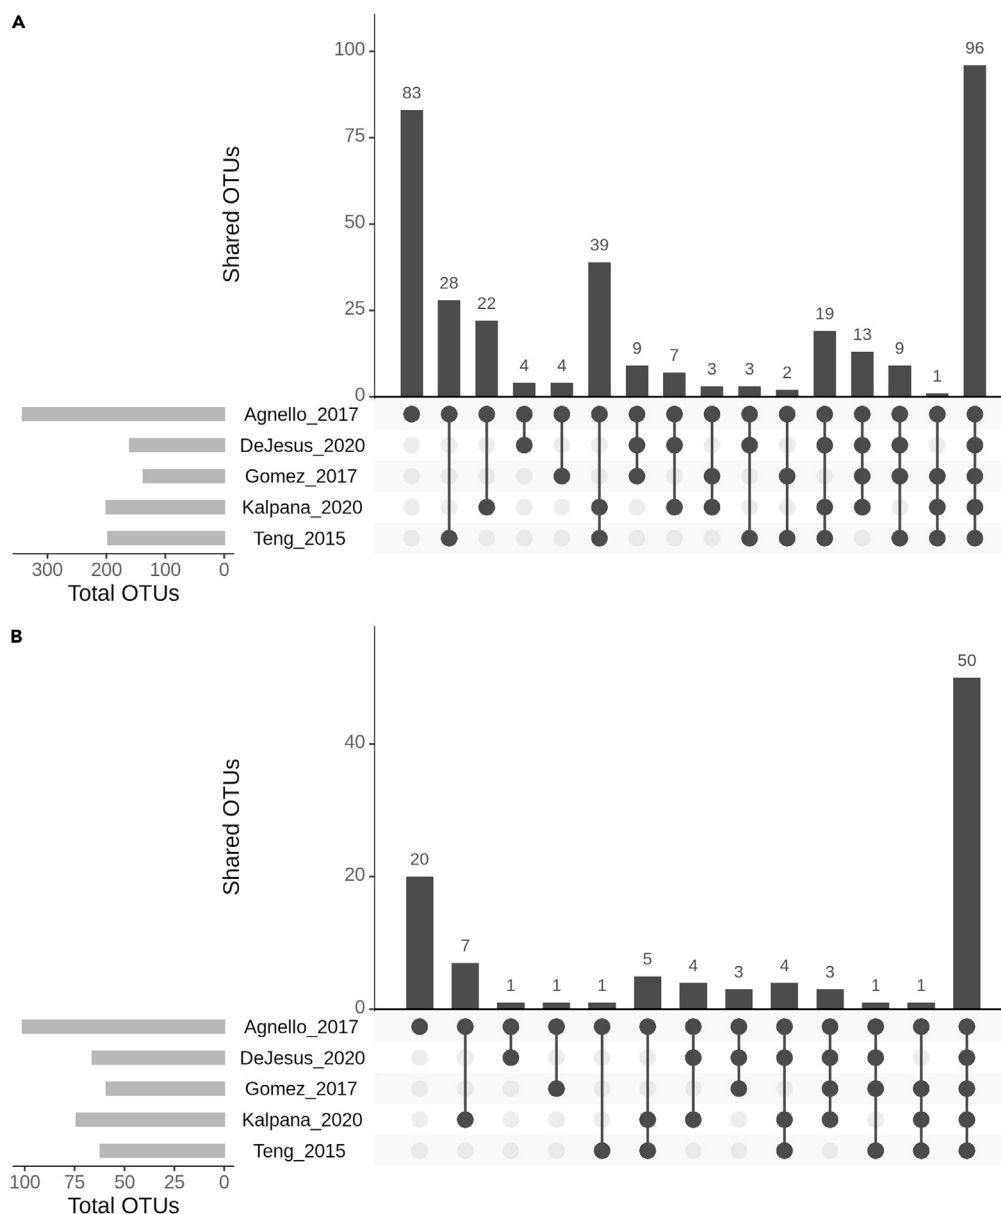 A
Shared OTUs
100
75
50
25
0
83
28
22
4
4
39
9
7
3
3
2
19
13
9
1
96
Agnello_2017
DeJesus_2020
Gomez_2017
Kalpana_2020
Teng_2015
300 200 100 0
Total OTUs
B
Shared OTUs
40
20
0
20
7
1
1
1
5
4
3
4
3
1
1
50
Agnello_2017
DeJesus_2020
Gomez_2017
Kalpana_2020
Teng_2015
100 75 50 25 0
Total OTUs